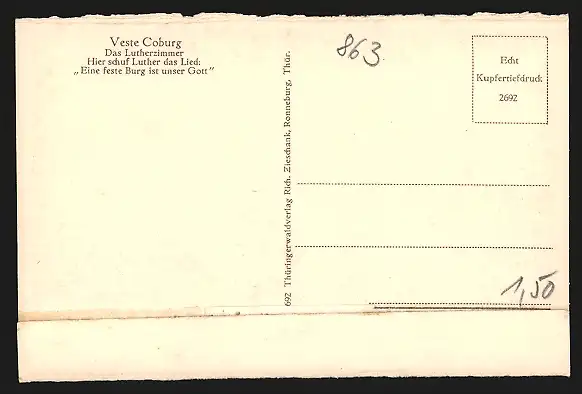 Veste Coburg
Das Lutherzimmer
Hier schuf Luther das Lied:
„Eine feste Burg ist unser Gott"
692 Thüringerwaldverlag Rich. Zieschank, Ronneburg, Thür.
863
Echt
Kupfertiefdruck
2692
1,50